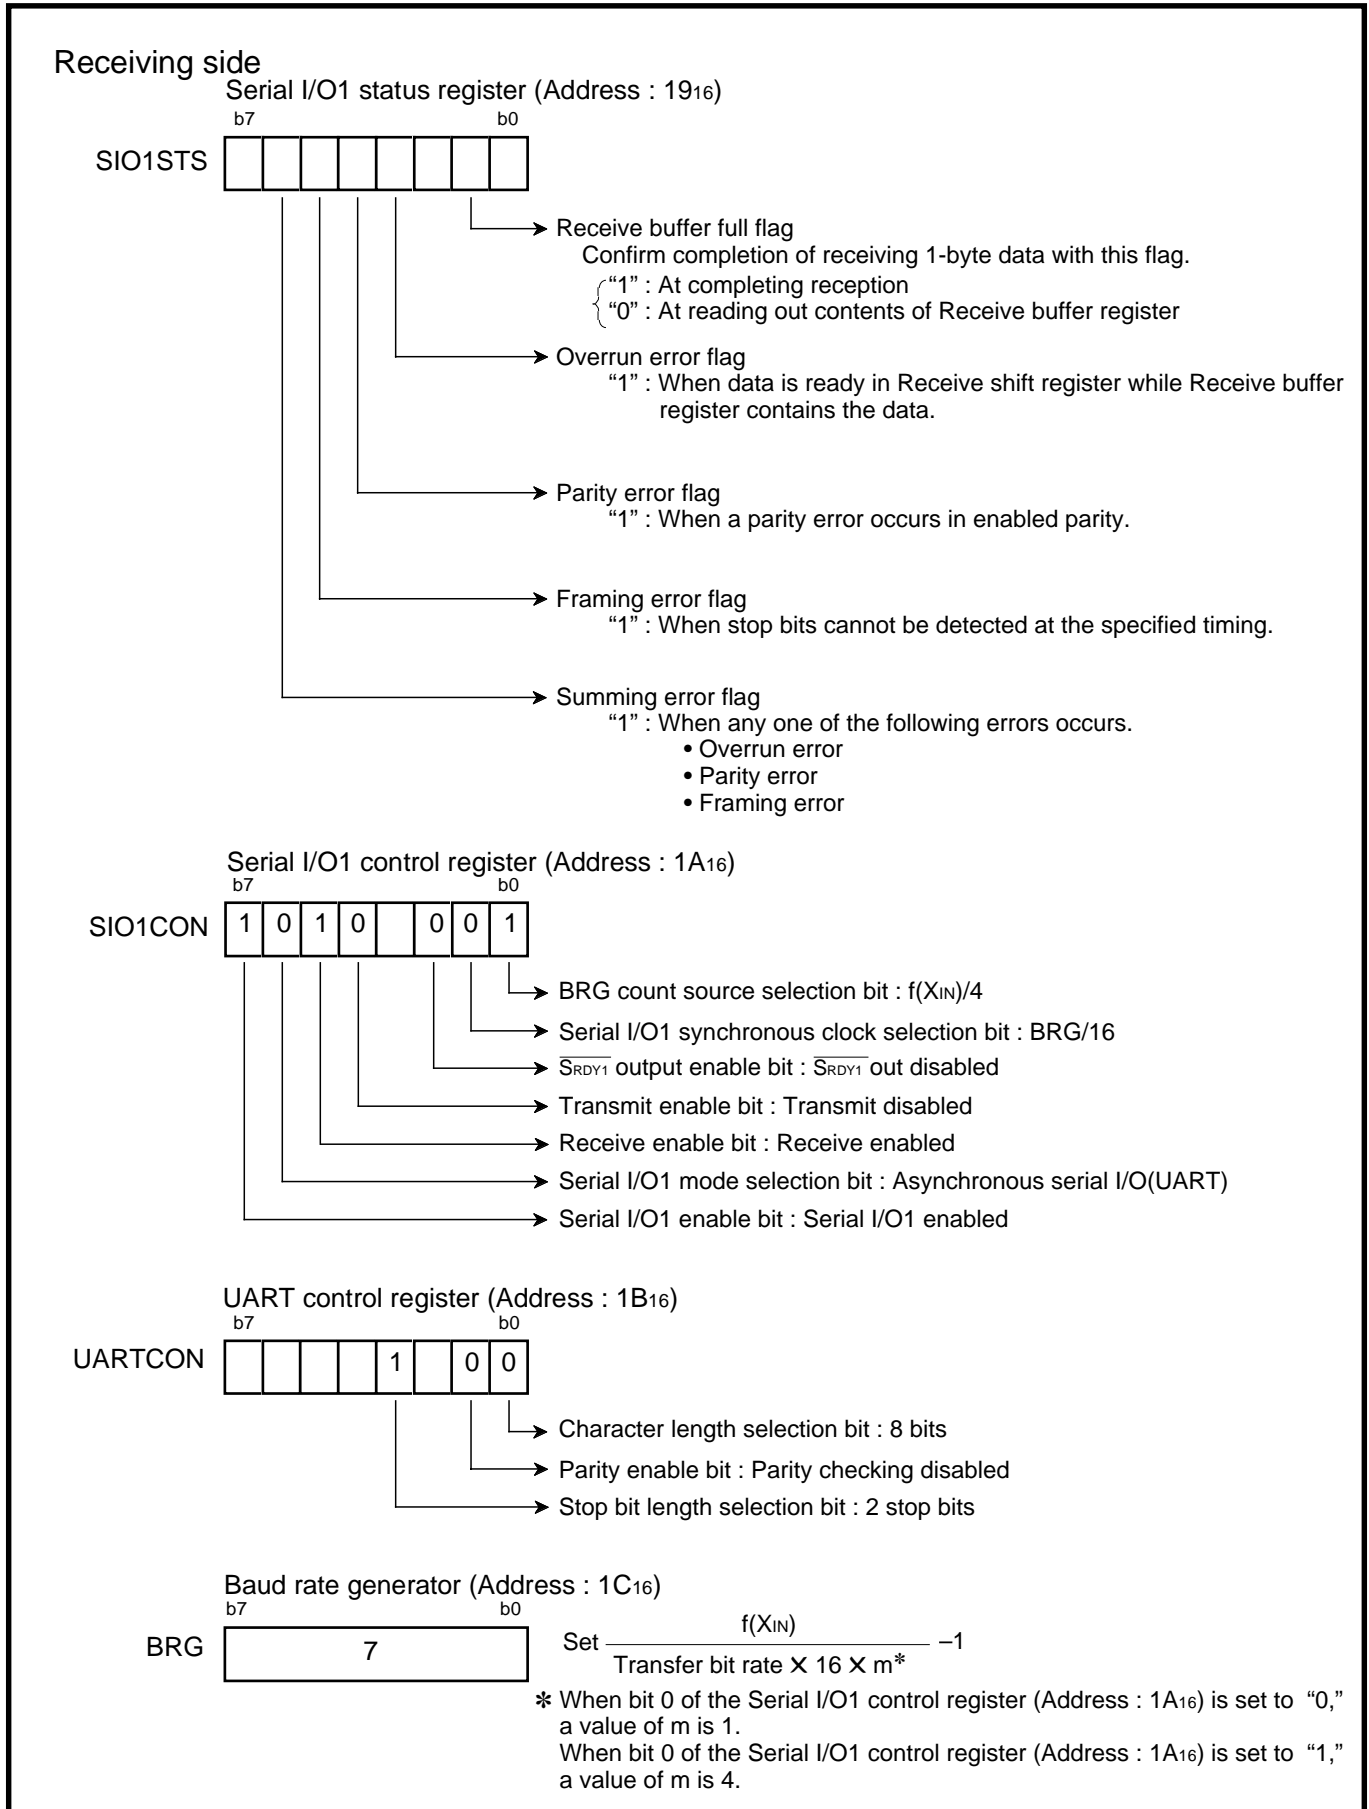 Receiving side
Serial I/O1 status register (Address : 1916)
b7 b0
SIO1STS
Receive buffer full flag
Confirm completion of receiving 1-byte data with this flag.
“1” : At completing reception
“0” : At reading out contents of Receive buffer register
Overrun error flag
“1” : When data is ready in Receive shift register while Receive buffer
register contains the data.
Parity error flag
“1” : When a parity error occurs in enabled parity.
Framing error flag
“1” : When stop bits cannot be detected at the specified timing.
Summing error flag
“1” : When any one of the following errors occurs.
• Overrun error
• Parity error
• Framing error
Serial I/O1 control register (Address : 1A16)
b7 b0
SIO1CON 1 0 1 0 0 0 1
BRG count source selection bit : f(XIN)/4
Serial I/O1 synchronous clock selection bit : BRG/16
SRDY1 output enable bit : SRDY1 out disabled
Transmit enable bit : Transmit disabled
Receive enable bit : Receive enabled
Serial I/O1 mode selection bit : Asynchronous serial I/O(UART)
Serial I/O1 enable bit : Serial I/O1 enabled
UART control register (Address : 1B16)
b7 b0
UARTCON 1 0 0
Character length selection bit : 8 bits
Parity enable bit : Parity checking disabled
Stop bit length selection bit : 2 stop bits
Baud rate generator (Address : 1C16)
b7 b0
BRG 7
f(XIN)
Set –1
Transfer bit rate ✕ 16 ✕ m✻
✻ When bit 0 of the Serial I/O1 control register (Address : 1A16) is set to “0,”
a value of m is 1.
When bit 0 of the Serial I/O1 control register (Address : 1A16) is set to “1,”
a value of m is 4.